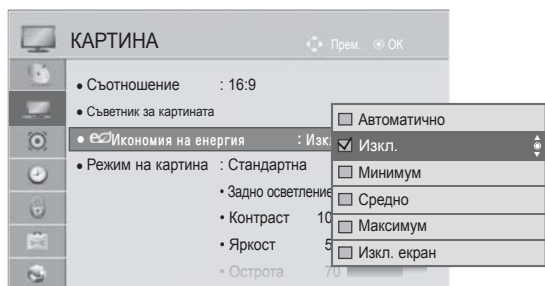 КАРТИНА
Прем. OK
• Съотношение : 16:9
• Съветник за картината
• Икономия на енергия : Изкл
• Режим на картина : Стандартна
• Задно осветление
• Контраст 10
• Яркост 5
• Острота 70
Автоматично
Изкл.
Минимум
Средно
Максимум
Изкл. екран